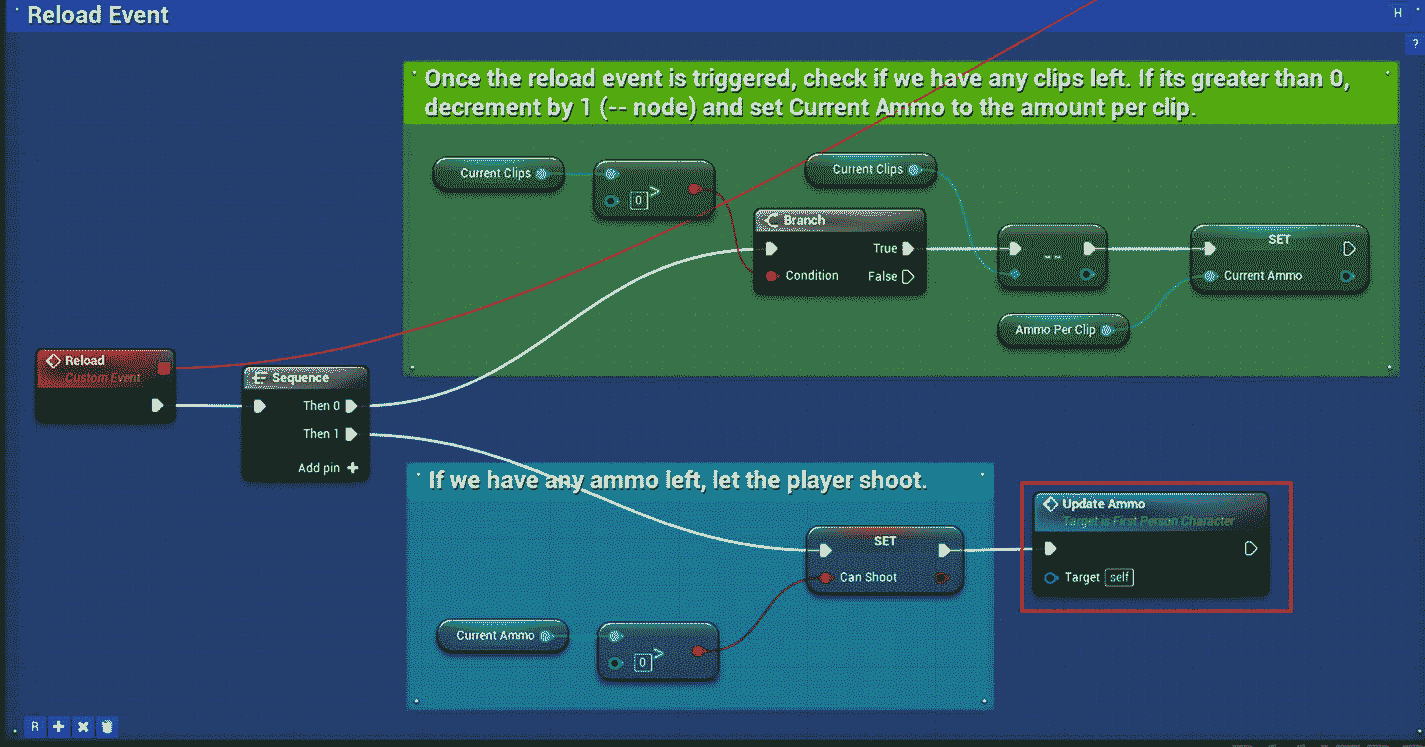 Reload Event
H
?
Once the reload event is triggered, check if we have any clips left. If its greater than 0,
decrement by 1 (-- node) and set Current Ammo to the amount per clip.
Current Clips
0
>
Current Clips
Branch
True
Condition
False
--
SET
Current Ammo
Ammo Per Clip
Reload
Custom Event
Sequence
Then 0
Then 1
Add pin
If we have any ammo left, let the player shoot.
SET
Can Shoot
Current Ammo
0
>
Update Ammo
Target is First Person Character
Target self
R